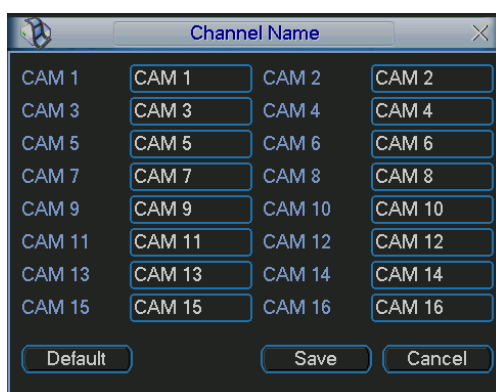 Channel Name
CAM 1 CAM 1 CAM 2 CAM 2
CAM 3 CAM 3 CAM 4 CAM 4
CAM 5 CAM 5 CAM 6 CAM 6
CAM 7 CAM 7 CAM 8 CAM 8
CAM 9 CAM 9 CAM 10 CAM 10
CAM 11 CAM 11 CAM 12 CAM 12
CAM 13 CAM 13 CAM 14 CAM 14
CAM 15 CAM 15 CAM 16 CAM 16
Default Save Cancel